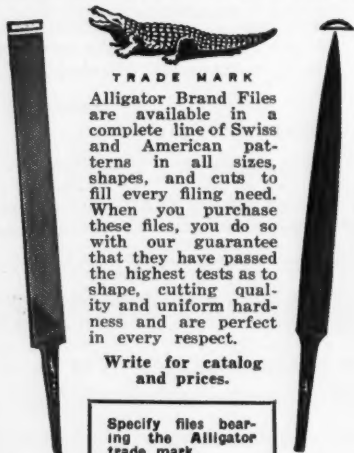 TRADE MARK
Alligator Brand Files
are available in a
complete line of Swiss
and American pat-
terns in all sizes,
shapes, and cuts to
fill every filing need.
When you purchase
these files, you do so
with our guarantee
that they have passed
the highest tests as to
shape, cutting qual-
ity and uniform hard-
ness and are perfect
in every respect.
Write for catalog
and prices.
Specify files bear-
ing the Alligator
trade mark